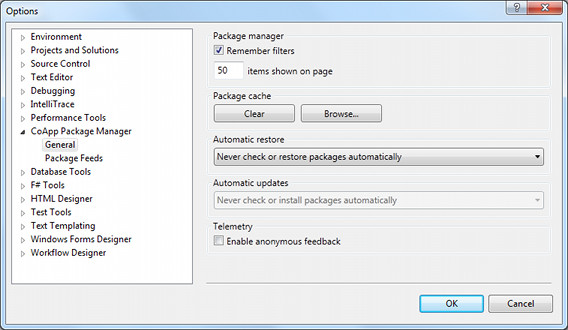 Options
Environment
Projects and Solutions
Source Control
Text Editor
Debugging
IntelliTrace
Performance Tools
CoApp Package Manager
General
Package Feeds
Database Tools
F# Tools
HTML Designer
Test Tools
Text Templating
Windows Forms Designer
Workflow Designer
Package manager
Remember filters
50 items shown on page
Package cache
Clear Browse...
Automatic restore
Never check or restore packages automatically
Automatic updates
Never check or install packages automatically
Telemetry
Enable anonymous feedback
OK Cancel